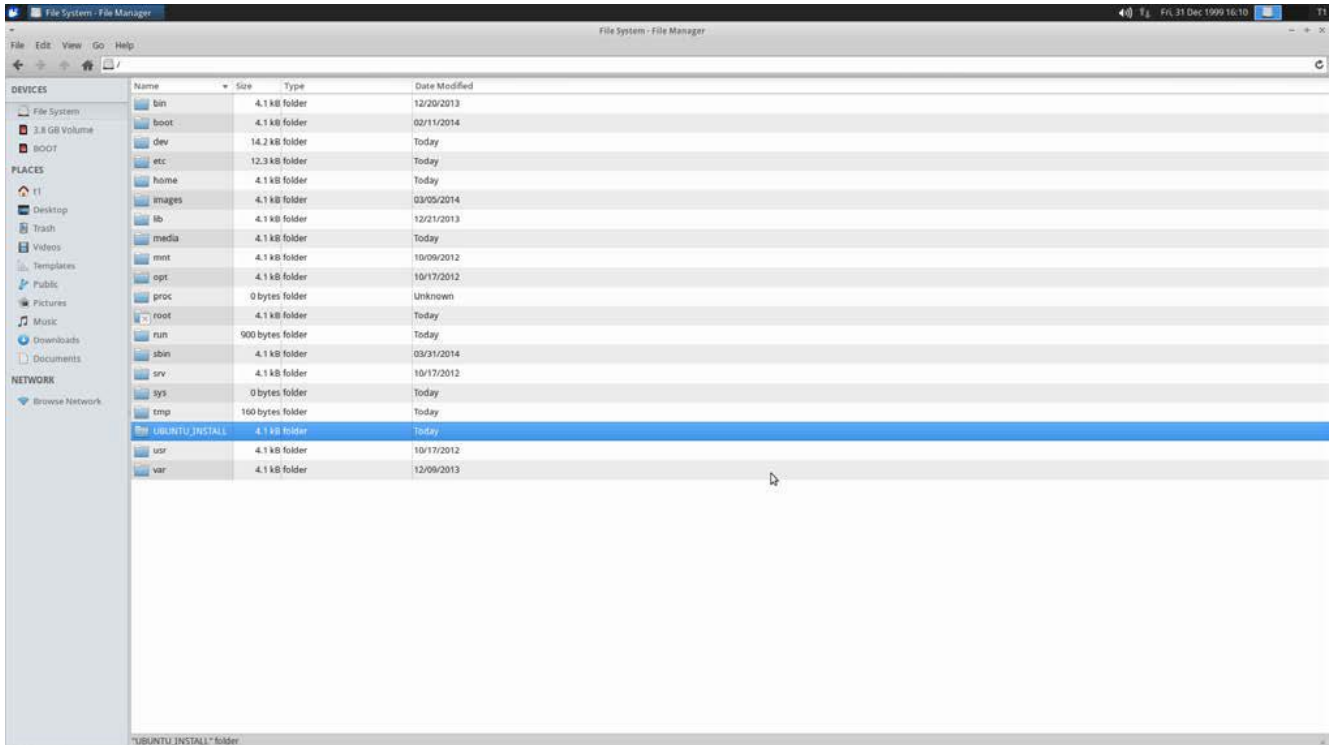 File System - File Manager
Fri, 31 Dec 1999 16:10
T1
File System - File Manager
File Edit View Go Help
/
DEVICES
File System
3.8 GB Volume
BOOT
PLACES
t1
Desktop
Trash
Videos
Templates
Public
Pictures
Music
Downloads
Documents
NETWORK
Browse Network
Name Size Type Date Modified
bin 4.1 kB folder 12/20/2013
boot 4.1 kB folder 02/11/2014
dev 14.2 kB folder Today
etc 12.3 kB folder Today
home 4.1 kB folder Today
images 4.1 kB folder 03/05/2014
lib 4.1 kB folder 12/21/2013
media 4.1 kB folder Today
mnt 4.1 kB folder 10/09/2012
opt 4.1 kB folder 10/17/2012
proc 0 bytes folder Unknown
root 4.1 kB folder Today
run 900 bytes folder Today
sbin 4.1 kB folder 03/31/2014
srv 4.1 kB folder 10/17/2012
sys 0 bytes folder Today
tmp 160 bytes folder Today
UBUNTU_INSTALL 4.1 kB folder Today
usr 4.1 kB folder 10/17/2012
var 4.1 kB folder 12/09/2013
"UBUNTU_INSTALL" folder